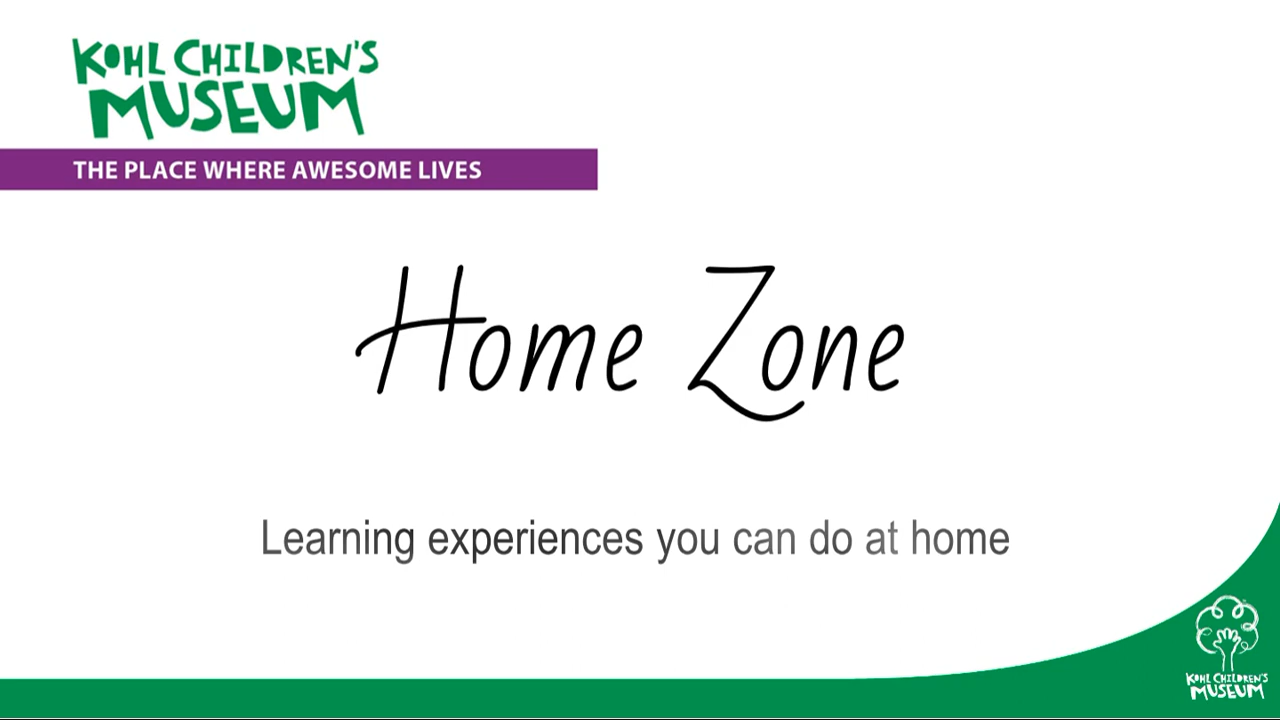 KOHL CHILDREN'S
MUSEUM
THE PLACE WHERE AWESOME LIVES
Home Zone
Learning experiences you can do at home
KOHL CHILDREN'S
MUSEUM